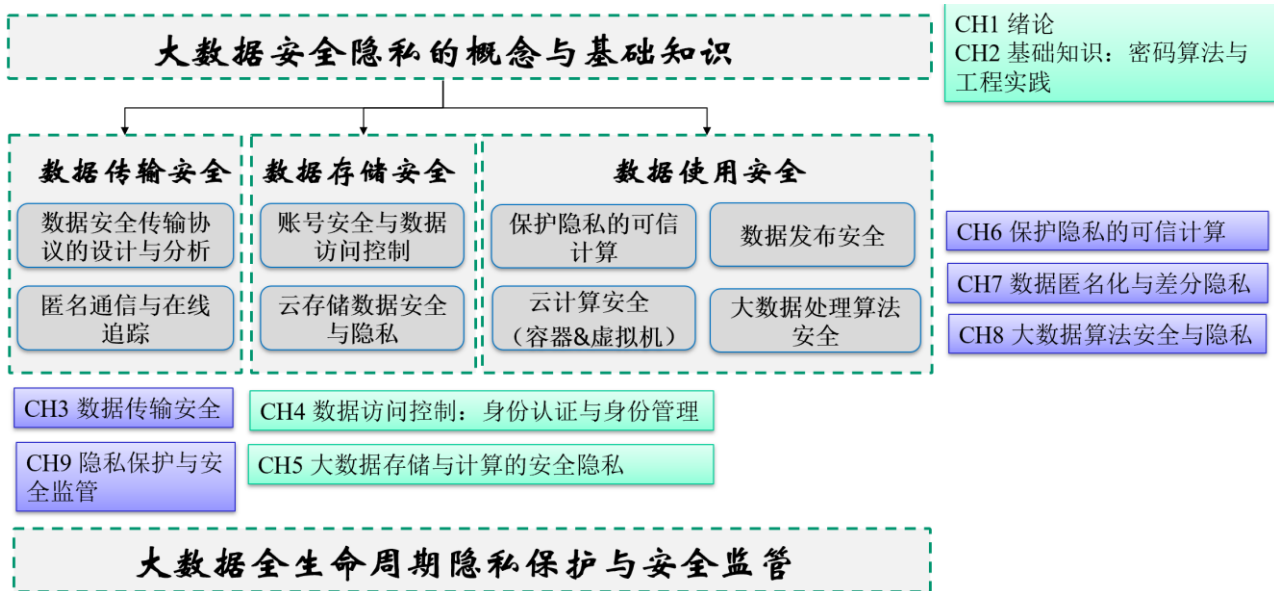 大数据安全隐私的概念与基础知识
CH1 绪论
CH2 基础知识：密码算法与
工程实践
数据传输安全
数据安全传输协
议的设计与分析
匿名通信与在线
追踪
数据存储安全
账号安全与数据
访问控制
云存储数据安全
与隐私
数据使用安全
保护隐私的可信
计算
数据发布安全
云计算安全
（容器&虚拟机）
大数据处理算法
安全
CH6 保护隐私的可信计算
CH7 数据匿名化与差分隐私
CH8 大数据算法安全与隐私
CH3 数据传输安全
CH4 数据访问控制：身份认证与身份管理
CH9 隐私保护与安
全监管
CH5 大数据存储与计算的安全隐私
大数据全生命周期隐私保护与安全监管